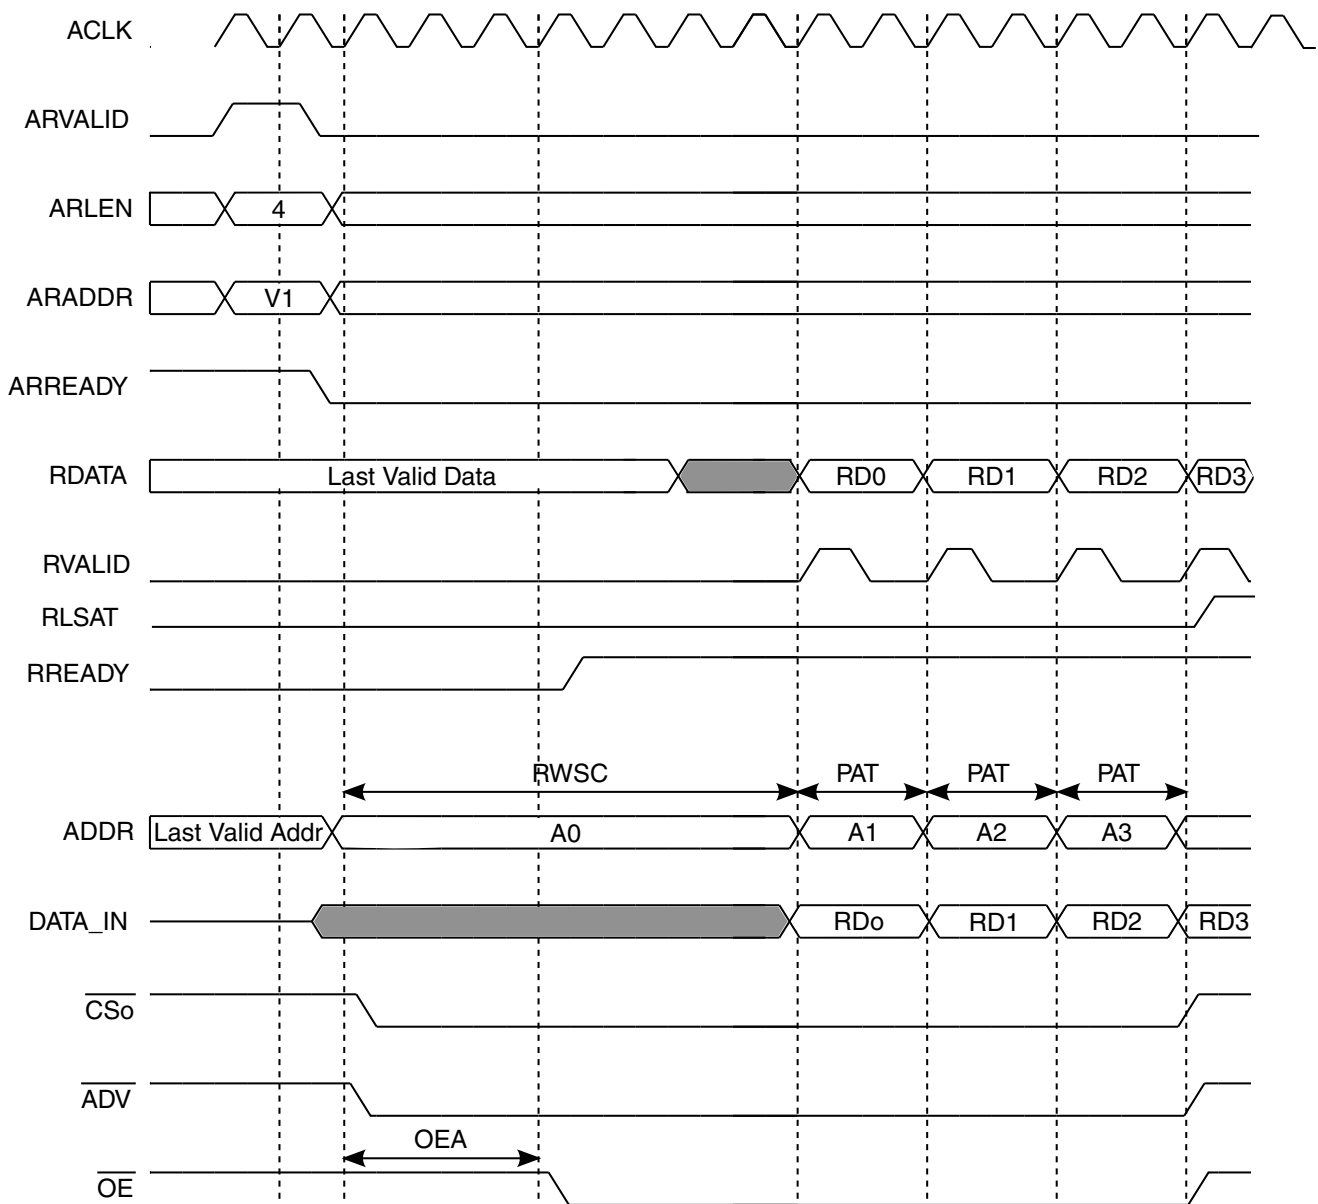 ACLK
ARVALID
ARLEN 4
ARADDR V1
ARREADY
RDATA Last Valid Data RD0 RD1 RD2 RD3
RVALID
RLSAT
RREADY
RWSC PAT PAT PAT
ADDR Last Valid Addr A0 A1 A2 A3
DATA_IN RDo RD1 RD2 RD3
CSo
ADV
OEA
OE